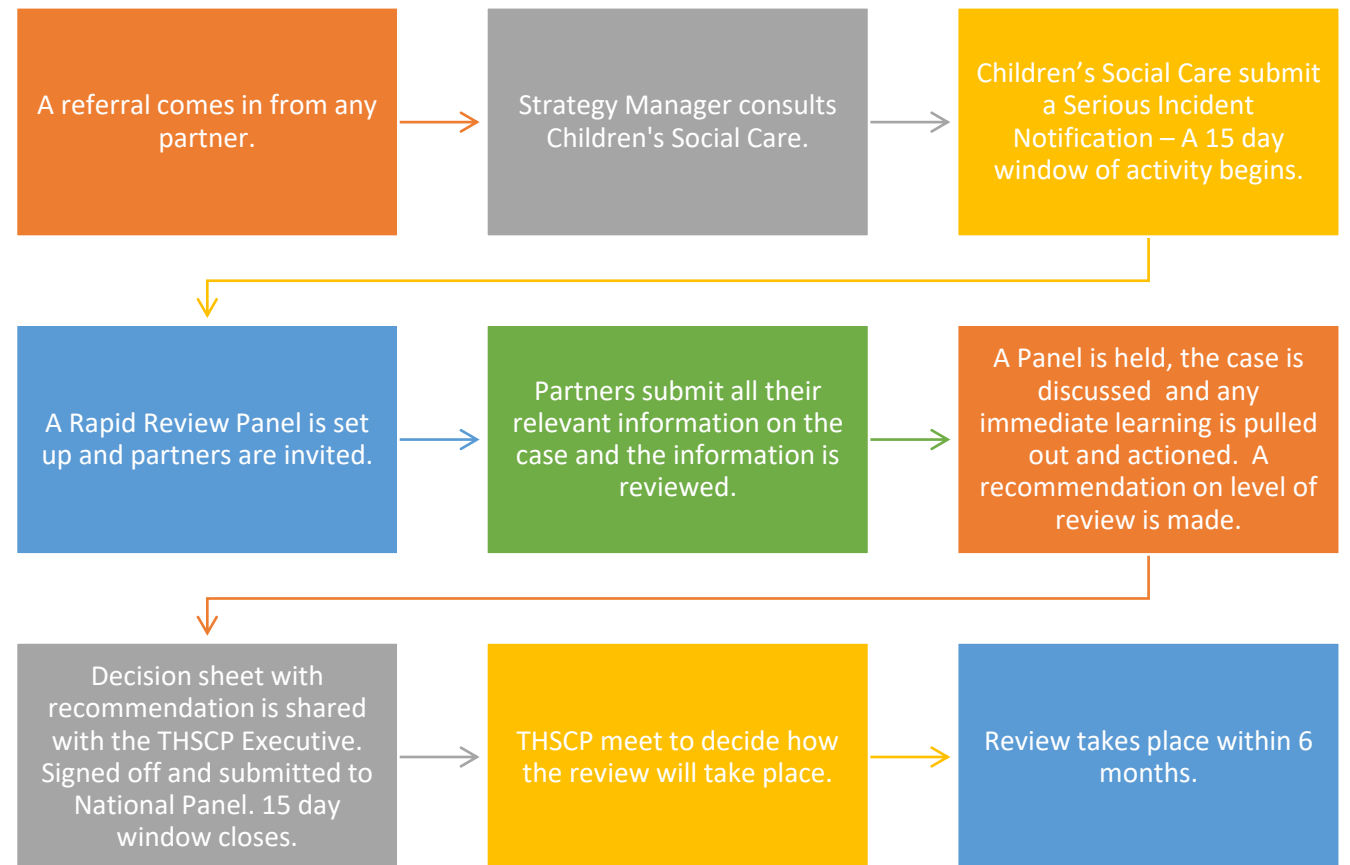 A referral comes in from any
partner.
Strategy Manager consults
Children's Social Care.
Children’s Social Care submit
a Serious Incident
Notification – A 15 day
window of activity begins.
A Rapid Review Panel is set
up and partners are invited.
Partners submit all their
relevant information on the
case and the information is
reviewed.
A Panel is held, the case is
discussed  and any
immediate learning is pulled
out and actioned.  A
recommendation on level of
review is made.
Decision sheet with
recommendation is shared
with the THSCP Executive.
Signed off and submitted to
National Panel. 15 day
window closes.
THSCP meet to decide how
the review will take place.
Review takes place within 6
months.